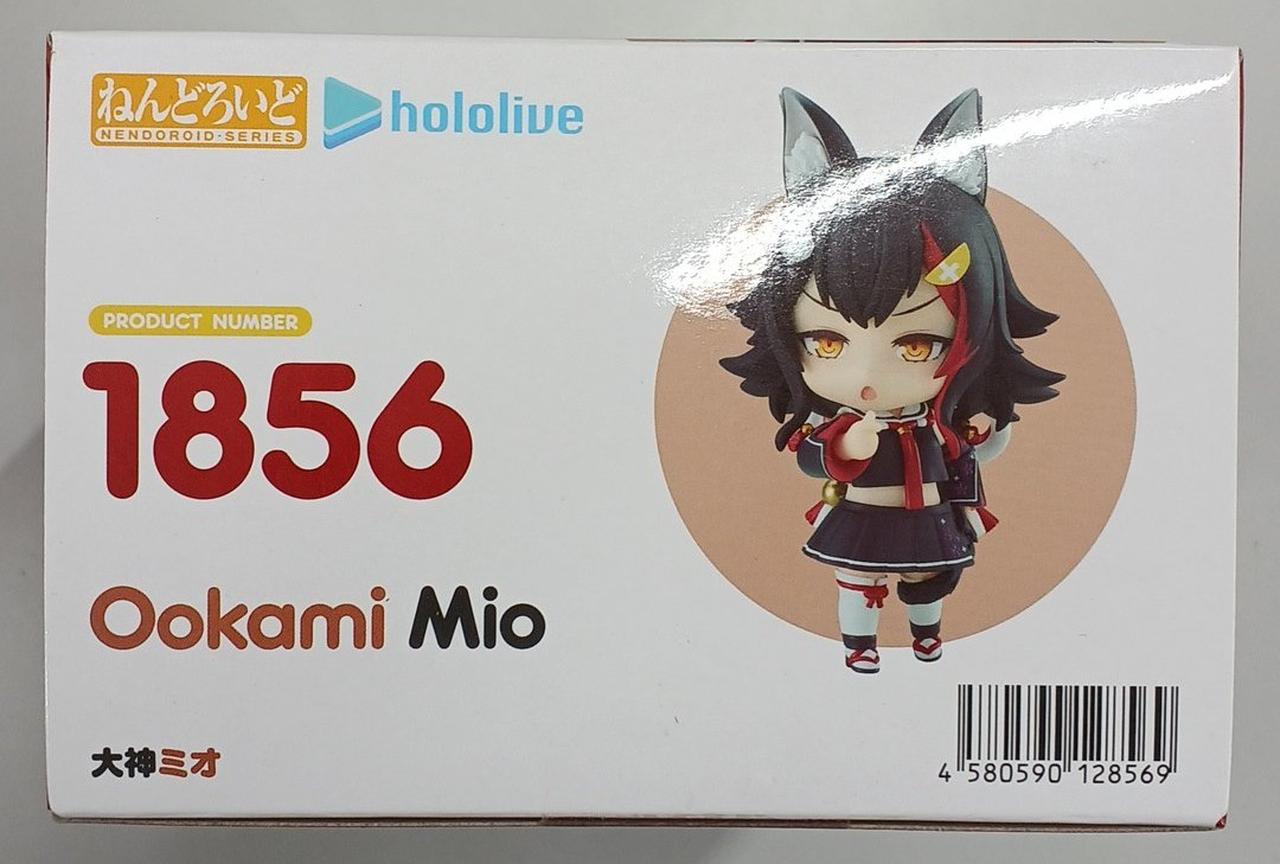 ねんどろいど
NENDOROID·SERIES
hololive
PRODUCT NUMBER
1856
Ookami Mio
大神ミオ
4 580590 128569